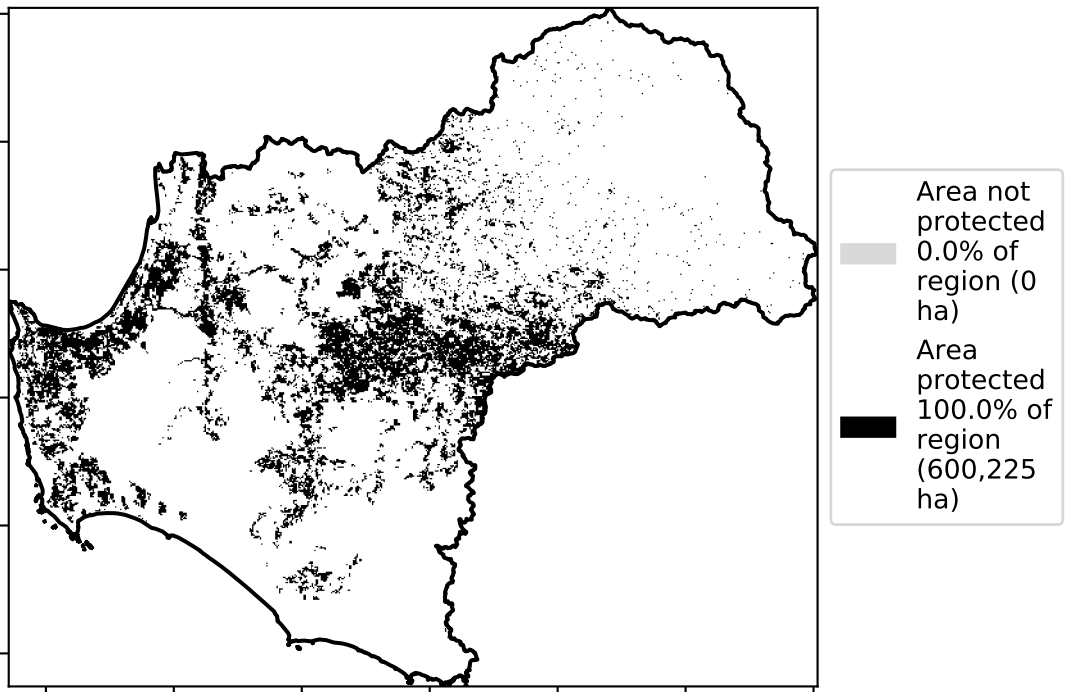 Area not
protected
0.0% of
region (0
ha)
Area
protected
100.0% of
region
(600,225
ha)